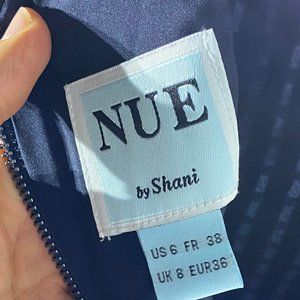 NUE
by Shani
US 6 FR 38
UK 8 EUR36